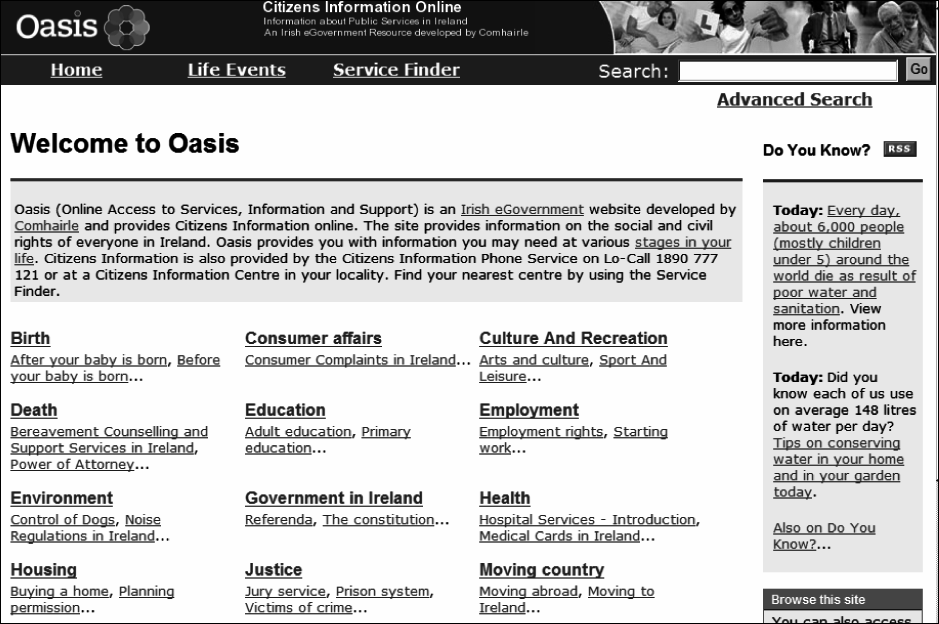 Oasis
Citizens Information Online
Information about Public Services in Ireland
An Irish eGovernment Resource developed by Comhairle
Home Life Events Service Finder Search: Go
Advanced Search
Welcome to Oasis
Oasis (Online Access to Services, Information and Support) is an Irish eGovernment website developed by
Comhairle and provides Citizens Information online. The site provides information on the social and civil
rights of everyone in Ireland. Oasis provides you with information you may need at various stages in your
life. Citizens Information is also provided by the Citizens Information Phone Service on Lo-Call 1890 777
121 or at a Citizens Information Centre in your locality. Find your nearest centre by using the Service
Finder.
Birth
After your baby is born, Before
your baby is born...
Consumer affairs
Consumer Complaints in Ireland...
Culture And Recreation
Arts and culture, Sport And
Leisure...
Death
Bereavement Counselling and
Support Services in Ireland,
Power of Attorney...
Education
Adult education, Primary
education...
Employment
Employment rights, Starting
work...
Environment
Control of Dogs, Noise
Regulations in Ireland...
Government in Ireland
Referenda, The constitution...
Health
Hospital Services - Introduction,
Medical Cards in Ireland...
Housing
Buying a home, Planning
permission...
Justice
Jury service, Prison system,
Victims of crime...
Moving country
Moving abroad, Moving to
Ireland...
Do You Know? RSS
Today: Every day,
about 6,000 people
(mostly children
under 5) around the
world die as result of
poor water and
sanitation. View
more information
here.
Today: Did you
know each of us use
on average 148 litres
of water per day?
Tips on conserving
water in your home
and in your garden
today.
Also on Do You
Know?...
Browse this site
You can also access